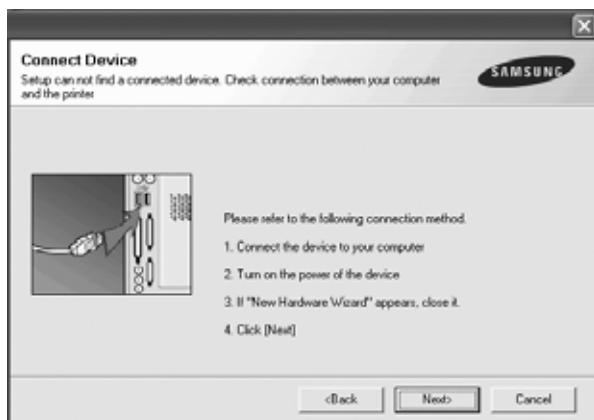 Connect Device
Setup can not find a connected device. Check connection between your computer
and the printer
SAMSUNG
Please refer to the following connection method.
1. Connect the device to your computer
2. Turn on the power of the device
3. If "New Hardware Wizard" appears, close it.
4. Click [Next]
<Back
Next>
Cancel